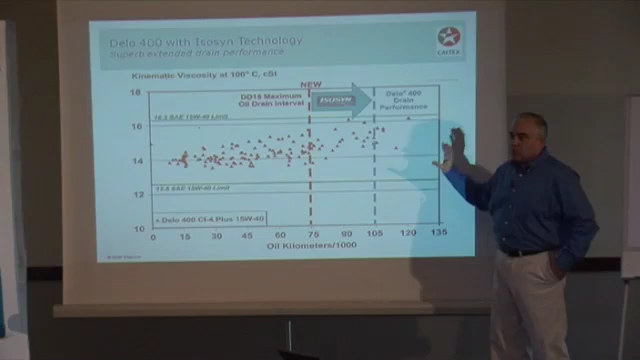 Delo 400 with Isosyn Technology
Superb extended drain performance
CALTEX
Kinematic Viscosity at 100° C, cSt
NEW
DD15 Maximum
Oil Drain Interval
ISOSYN
Delo® 400
Drain
Performance
18
16
14
12
10
16.3 SAE 15W-40 Limit
12.5 SAE 15W-40 Limit
Delo 400 CI-4 Plus 15W-40
0 15 30 45 60 75 90 105 120 135
Oil Kilometers/1000